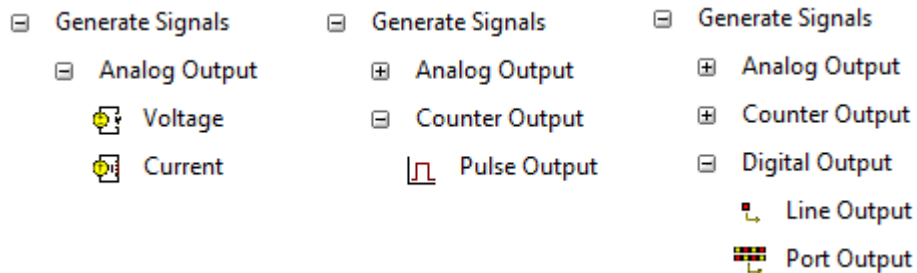 Generate Signals
Analog Output
Voltage
Current
Generate Signals
Analog Output
Counter Output
Pulse Output
Generate Signals
Analog Output
Counter Output
Digital Output
Line Output
Port Output